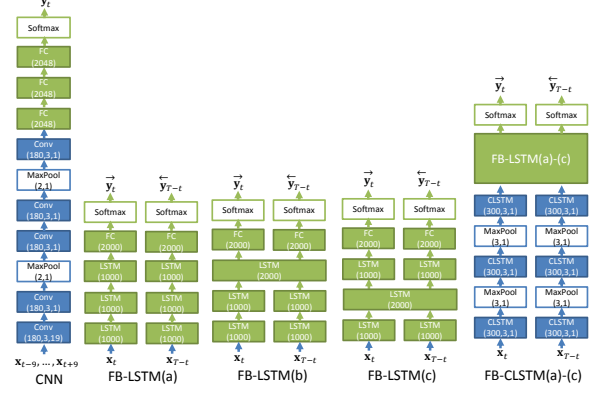 y_t
Softmax
FC
(2048)
FC
(2048)
FC
(2048)
Conv
(180,3,1)
MaxPool
(2,1)
Conv
(180,3,1)
Conv
(180,3,1)
MaxPool
(2,1)
Conv
(180,3,1)
Conv
(180,3,19)
x_{t-9}, ..., x_{t+9}
CNN
→y_t ←y_{T-t}
Softmax Softmax
FC FC
(2000) (2000)
LSTM LSTM
(1000) (1000)
LSTM LSTM
(1000) (1000)
LSTM LSTM
(1000) (1000)
x_t x_{T-t}
FB-LSTM(a)
→y_t ←y_{T-t}
Softmax Softmax
FC FC
(2000) (2000)
LSTM
(2000)
LSTM LSTM
(1000) (1000)
LSTM LSTM
(1000) (1000)
x_t x_{T-t}
FB-LSTM(b)
→y_t ←y_{T-t}
Softmax Softmax
FC FC
(2000) (2000)
LSTM LSTM
(1000) (1000)
LSTM
(2000)
LSTM LSTM
(1000) (1000)
x_t x_{T-t}
FB-LSTM(c)
→y_t ←y_{T-t}
Softmax Softmax
FB-LSTM(a)-(c)
CLSTM CLSTM
(300,3,1) (300,3,1)
MaxPool MaxPool
(3,1) (3,1)
CLSTM CLSTM
(300,3,1) (300,3,1)
MaxPool MaxPool
(3,1) (3,1)
CLSTM CLSTM
(300,3,1) (300,3,1)
x_t x_{T-t}
FB-CLSTM(a)-(c)